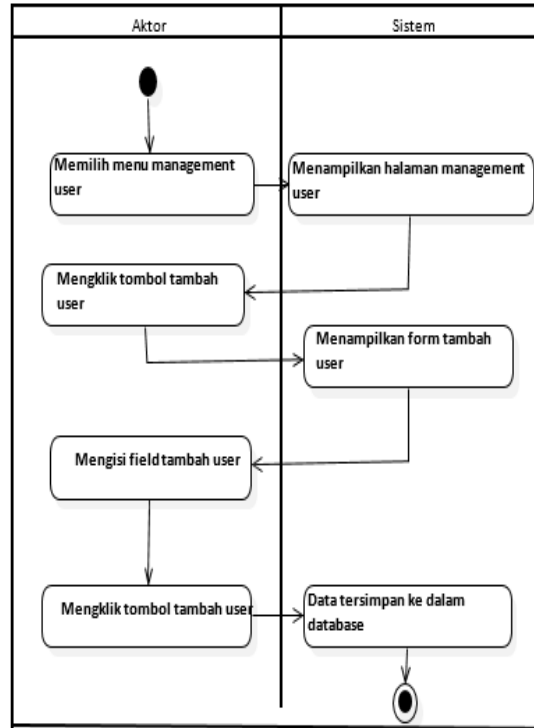 Aktor
Sistem
Memilih menu management
user
Menampilkan halaman management
user
Mengklik tombol tambah
user
Menampilkan form tambah
user
Mengisi field tambah user
Mengklik tombol tambah user
Data tersimpan ke dalam
database